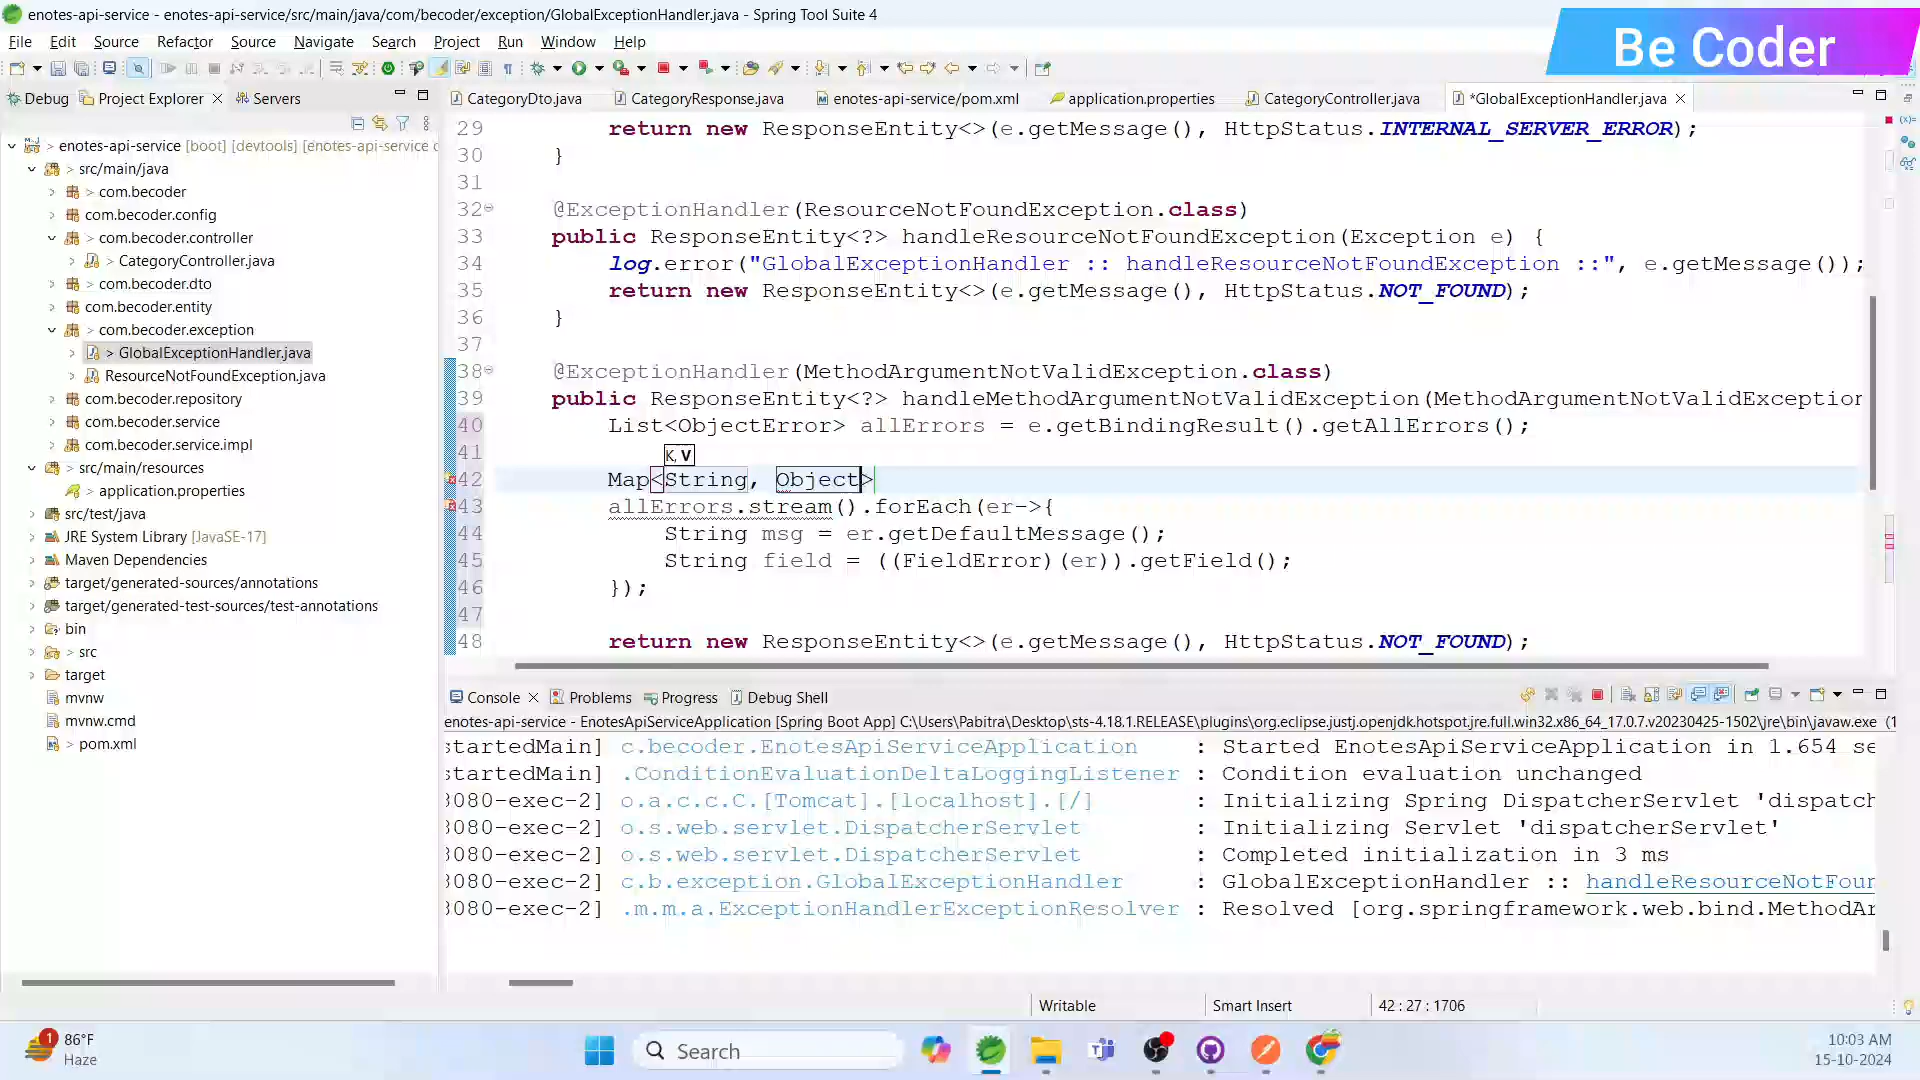 enotes-api-service - enotes-api-service/src/main/java/com/becoder/exception/GlobalExceptionHandler.java - Spring Tool Suite 4
Be Coder
File Edit Source Refactor Source Navigate Search Project Run Window Help
Debug Project Explorer Servers
CategoryDto.java CategoryResponse.java enotes-api-service/pom.xml application.properties CategoryController.java *GlobalExceptionHandler.java
> enotes-api-service [boot] [devtools] [enotes-api-service
> src/main/java
> com.becoder
com.becoder.config
> com.becoder.controller
> CategoryController.java
> com.becoder.dto
com.becoder.entity
> com.becoder.exception
> GlobalExceptionHandler.java
ResourceNotFoundException.java
com.becoder.repository
com.becoder.service
com.becoder.service.impl
> src/main/resources
> application.properties
src/test/java
JRE System Library [JavaSE-17]
Maven Dependencies
target/generated-sources/annotations
target/generated-test-sources/test-annotations
bin
> src
target
mvnw
mvnw.cmd
> pom.xml
29 return new ResponseEntity<>(e.getMessage(), HttpStatus.INTERNAL_SERVER_ERROR);
30 }
31
32 @ExceptionHandler(ResourceNotFoundException.class)
33 public ResponseEntity<?> handleResourceNotFoundException(Exception e) {
34 log.error("GlobalExceptionHandler :: handleResourceNotFoundException ::", e.getMessage());
35 return new ResponseEntity<>(e.getMessage(), HttpStatus.NOT_FOUND);
36 }
37
38 @ExceptionHandler(MethodArgumentNotValidException.class)
39 public ResponseEntity<?> handleMethodArgumentNotValidException(MethodArgumentNotValidException
40 List<ObjectError> allErrors = e.getBindingResult().getAllErrors();
41
K, V
42 Map<String, Object>
43 allErrors.stream().forEach(er->{
44 String msg = er.getDefaultMessage();
45 String field = ((FieldError)(er)).getField();
46 });
47
48 return new ResponseEntity<>(e.getMessage(), HttpStatus.NOT_FOUND);
Console Problems Progress Debug Shell
enotes-api-service - EnotesApiServiceApplication [Spring Boot App] C:\Users\Pabitra\Desktop\sts-4.18.1.RELEASE\plugins\org.eclipse.justj.openjdk.hotspot.jre.full.win32.x86_64_17.0.7.v20230425-1502\jre\bin\javaw.exe (1
startedMain] c.becoder.EnotesApiServiceApplication : Started EnotesApiServiceApplication in 1.654 se
startedMain] .ConditionEvaluationDeltaLoggingListener : Condition evaluation unchanged
8080-exec-2] o.a.c.c.C.[Tomcat].[localhost].[/] : Initializing Spring DispatcherServlet 'dispatch
8080-exec-2] o.s.web.servlet.DispatcherServlet : Initializing Servlet 'dispatcherServlet'
8080-exec-2] o.s.web.servlet.DispatcherServlet : Completed initialization in 3 ms
8080-exec-2] c.b.exception.GlobalExceptionHandler : GlobalExceptionHandler :: handleResourceNotFoun
8080-exec-2] .m.m.a.ExceptionHandlerExceptionResolver : Resolved [org.springframework.web.bind.MethodAr
Writable Smart Insert 42 : 27 : 1706
1 86°F
Haze
Search
10:03 AM
15-10-2024